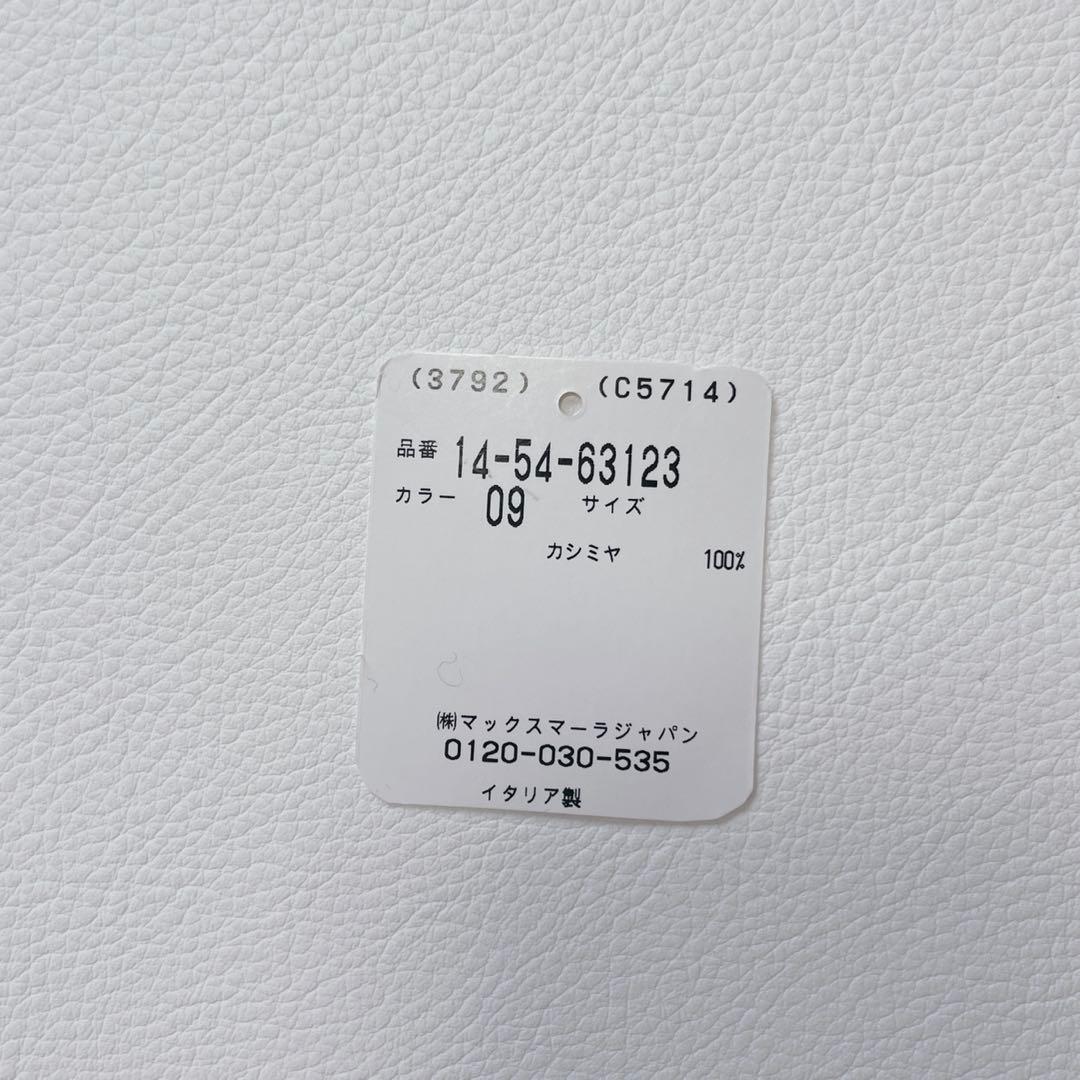 (3792) (C5714)
品番 14-54-63123
カラー 09 サイズ
カシミヤ 100%
㈱マックスマーラジャパン
0120-030-535
イタリア製